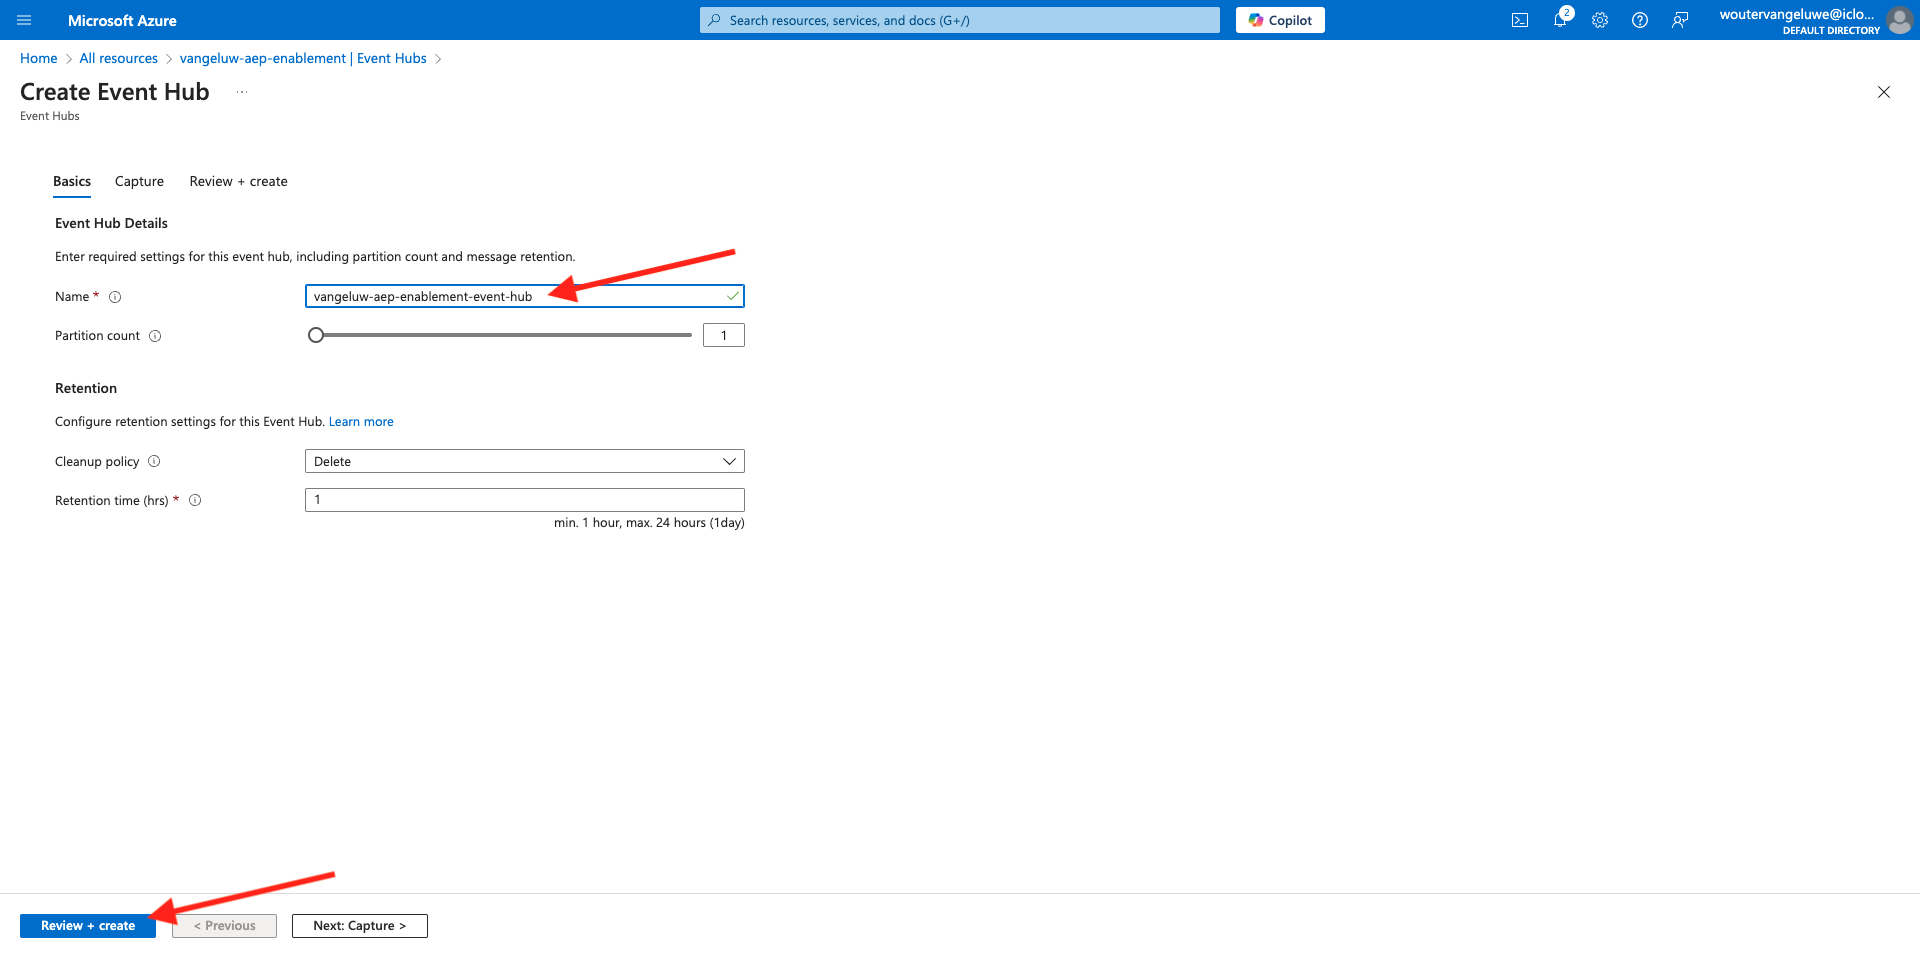 Microsoft Azure
Search resources, services, and docs (G+/)
Copilot
2
woutervangeluwe@iclo...
DEFAULT DIRECTORY
Home > All resources > vangeluw-aep-enablement | Event Hubs >
Create Event Hub ...
Event Hubs
Basics Capture Review + create
Event Hub Details
Enter required settings for this event hub, including partition count and message retention.
Name * vangeluw-aep-enablement-event-hub
Partition count 1
Retention
Configure retention settings for this Event Hub. Learn more
Cleanup policy Delete
Retention time (hrs) * 1
min. 1 hour, max. 24 hours (1day)
Review + create < Previous Next: Capture >